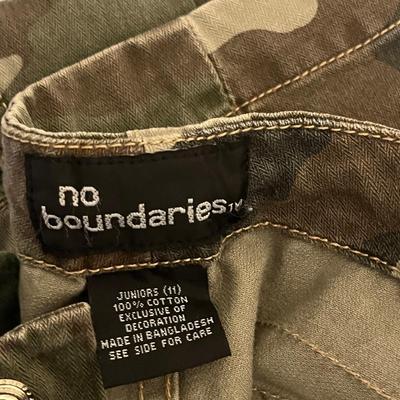 no
boundaries™
JUNIORS (11)
100% COTTON
EXCLUSIVE OF
DECORATION
MADE IN BANGLADESH
SEE SIDE FOR CARE